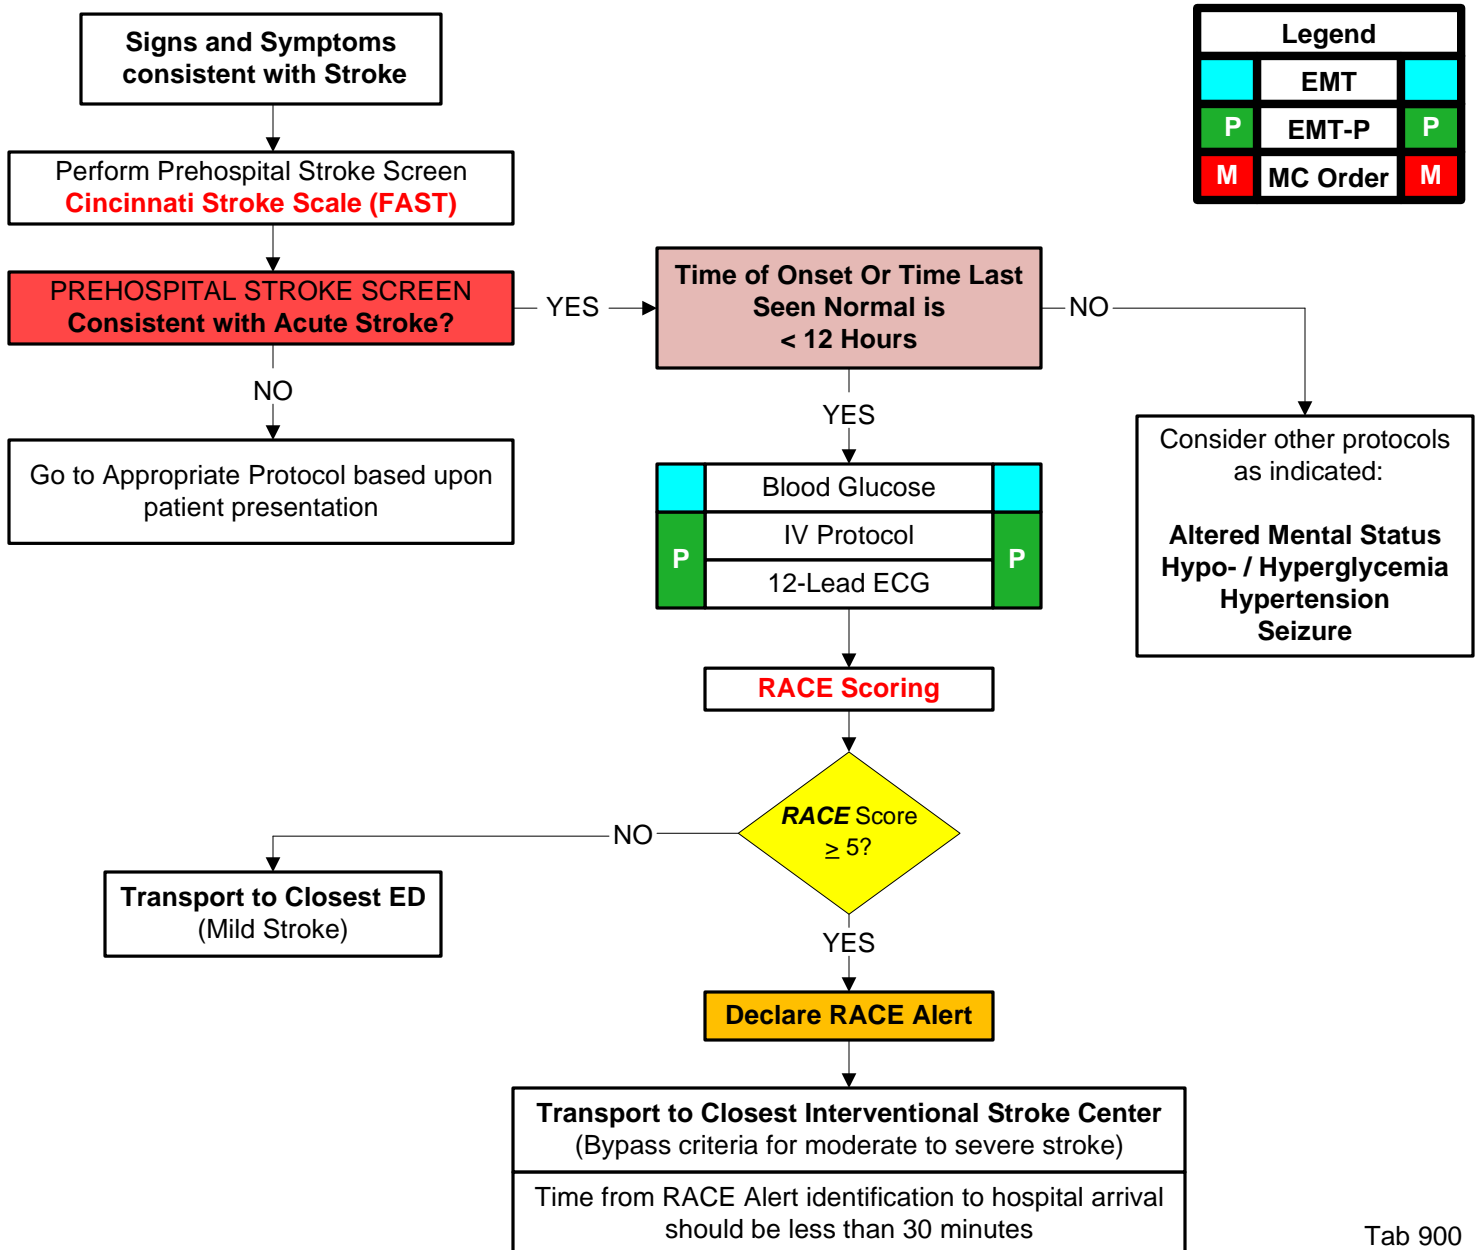 Signs and Symptoms
consistent with Stroke
Legend
EMT
P EMT-P P
M MC Order M
Perform Prehospital Stroke Screen
Cincinnati Stroke Scale (FAST)
PREHOSPITAL STROKE SCREEN
Consistent with Acute Stroke?
YES
Time of Onset Or Time Last
Seen Normal is
< 12 Hours
NO
NO
YES
Go to Appropriate Protocol based upon
patient presentation
Consider other protocols
as indicated:
Altered Mental Status
Hypo- / Hyperglycemia
Hypertension
Seizure
Blood Glucose
IV Protocol
P P
12-Lead ECG
RACE Scoring
RACE Score
≥ 5?
NO
Transport to Closest ED
(Mild Stroke)
YES
Declare RACE Alert
Transport to Closest Interventional Stroke Center
(Bypass criteria for moderate to severe stroke)
Time from RACE Alert identification to hospital arrival
should be less than 30 minutes
Tab 900